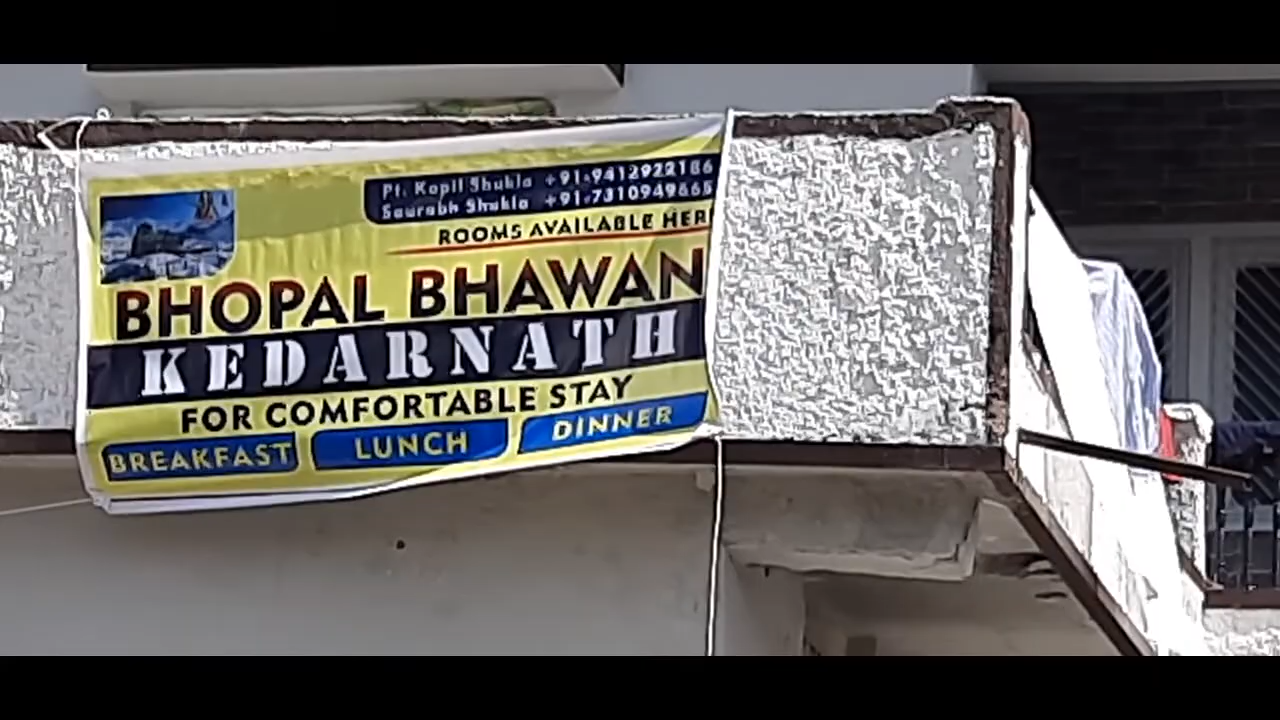 Pt. Kapil Shukla +91-9412922186
Saurabh Shukla +91-7310949665
ROOMS AVAILABLE HERE
BHOPAL BHAWAN
KEDARNATH
FOR COMFORTABLE STAY
BREAKFAST LUNCH DINNER